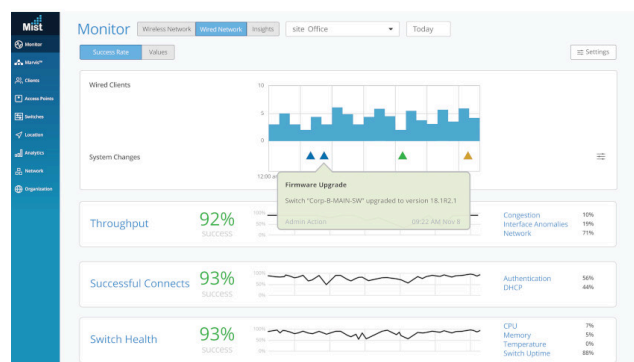 Mist
Monitor
Wireless Network
Wired Network
Insights
site Office
Today
Monitor
Marvis™
Clients
Access Points
Switches
Location
Analytics
Network
Organization
Success Rate
Values
Settings
Wired Clients
10
5
0
System Changes
12:00 am
Firmware Upgrade
Switch "Corp-B-MAIN-SW" upgraded to version 18.1R2.1
Admin Action
09:22 AM Nov 8
Throughput
92%
success
100%
50%
0%
Congestion 10%
Interface Anomalies 19%
Network 71%
Successful Connects
93%
success
100%
50%
0%
Authentication 56%
DHCP 44%
Switch Health
93%
success
100%
50%
0%
CPU 7%
Memory 5%
Temperature 0%
Switch Uptime 88%